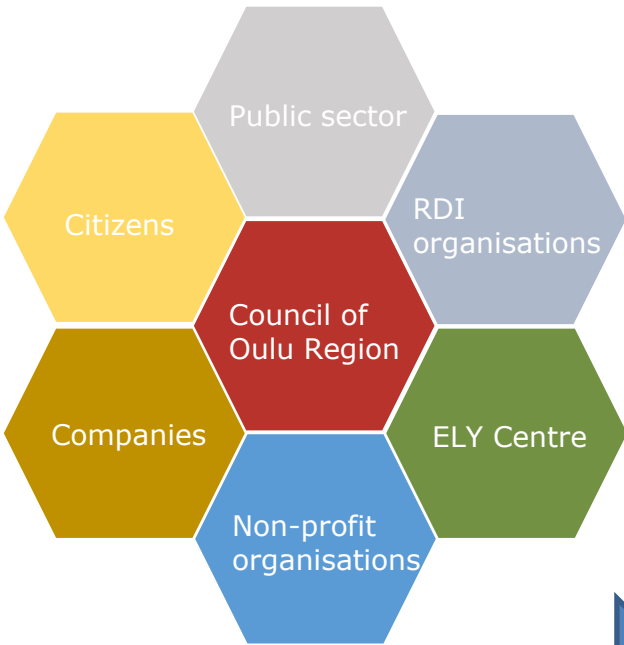 Public sector
Citizens
RDI
organisations
Council of
Oulu Region
Companies
ELY Centre
Non-profit
organisations